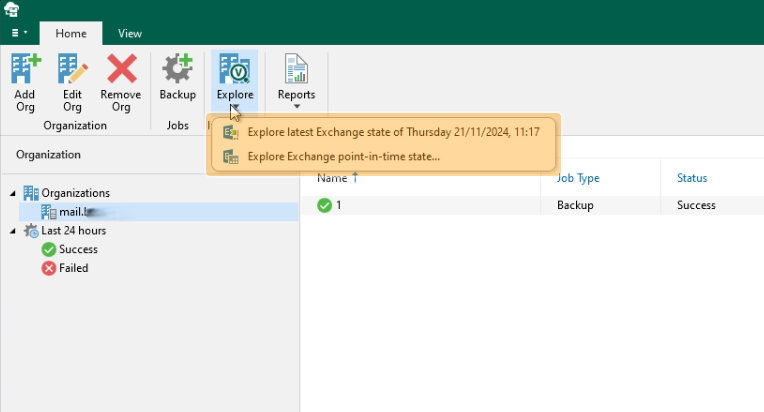 Home View
Add Org
Edit Org
Remove Org
Backup
Explore
Reports
Organization
Jobs
Explore latest Exchange state of Thursday 21/11/2024, 11:17
Explore Exchange point-in-time state...
Organization
Name Job Type Status
Organizations
mail.
1 Backup Success
Last 24 hours
Success
Failed